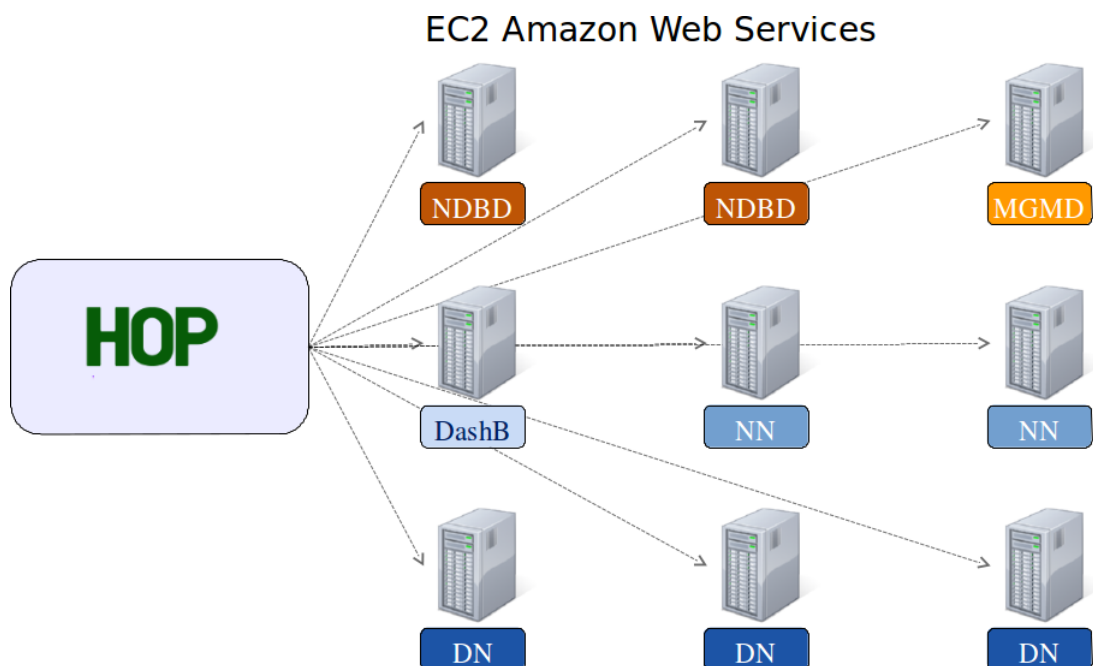 EC2 Amazon Web Services
NDBD
NDBD
MGMD
HOP
DashB
NN
NN
DN
DN
DN